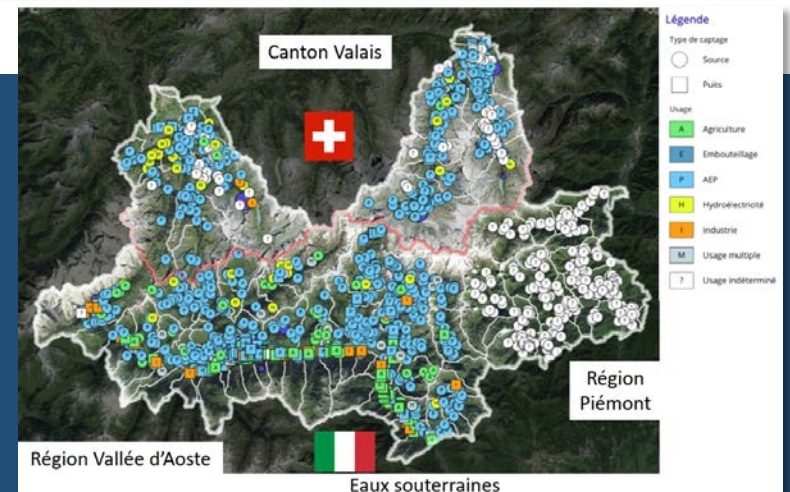 Canton Valais
Région
Piémont
Région Vallée d'Aoste
Eaux souterraines
Légende
Type de captage
Source
Puits
Usage
A Agriculture
E Embouteillage
P AEP
H Hydroélectricité
I Industrie
M Usage multiple
? Usage indéterminé